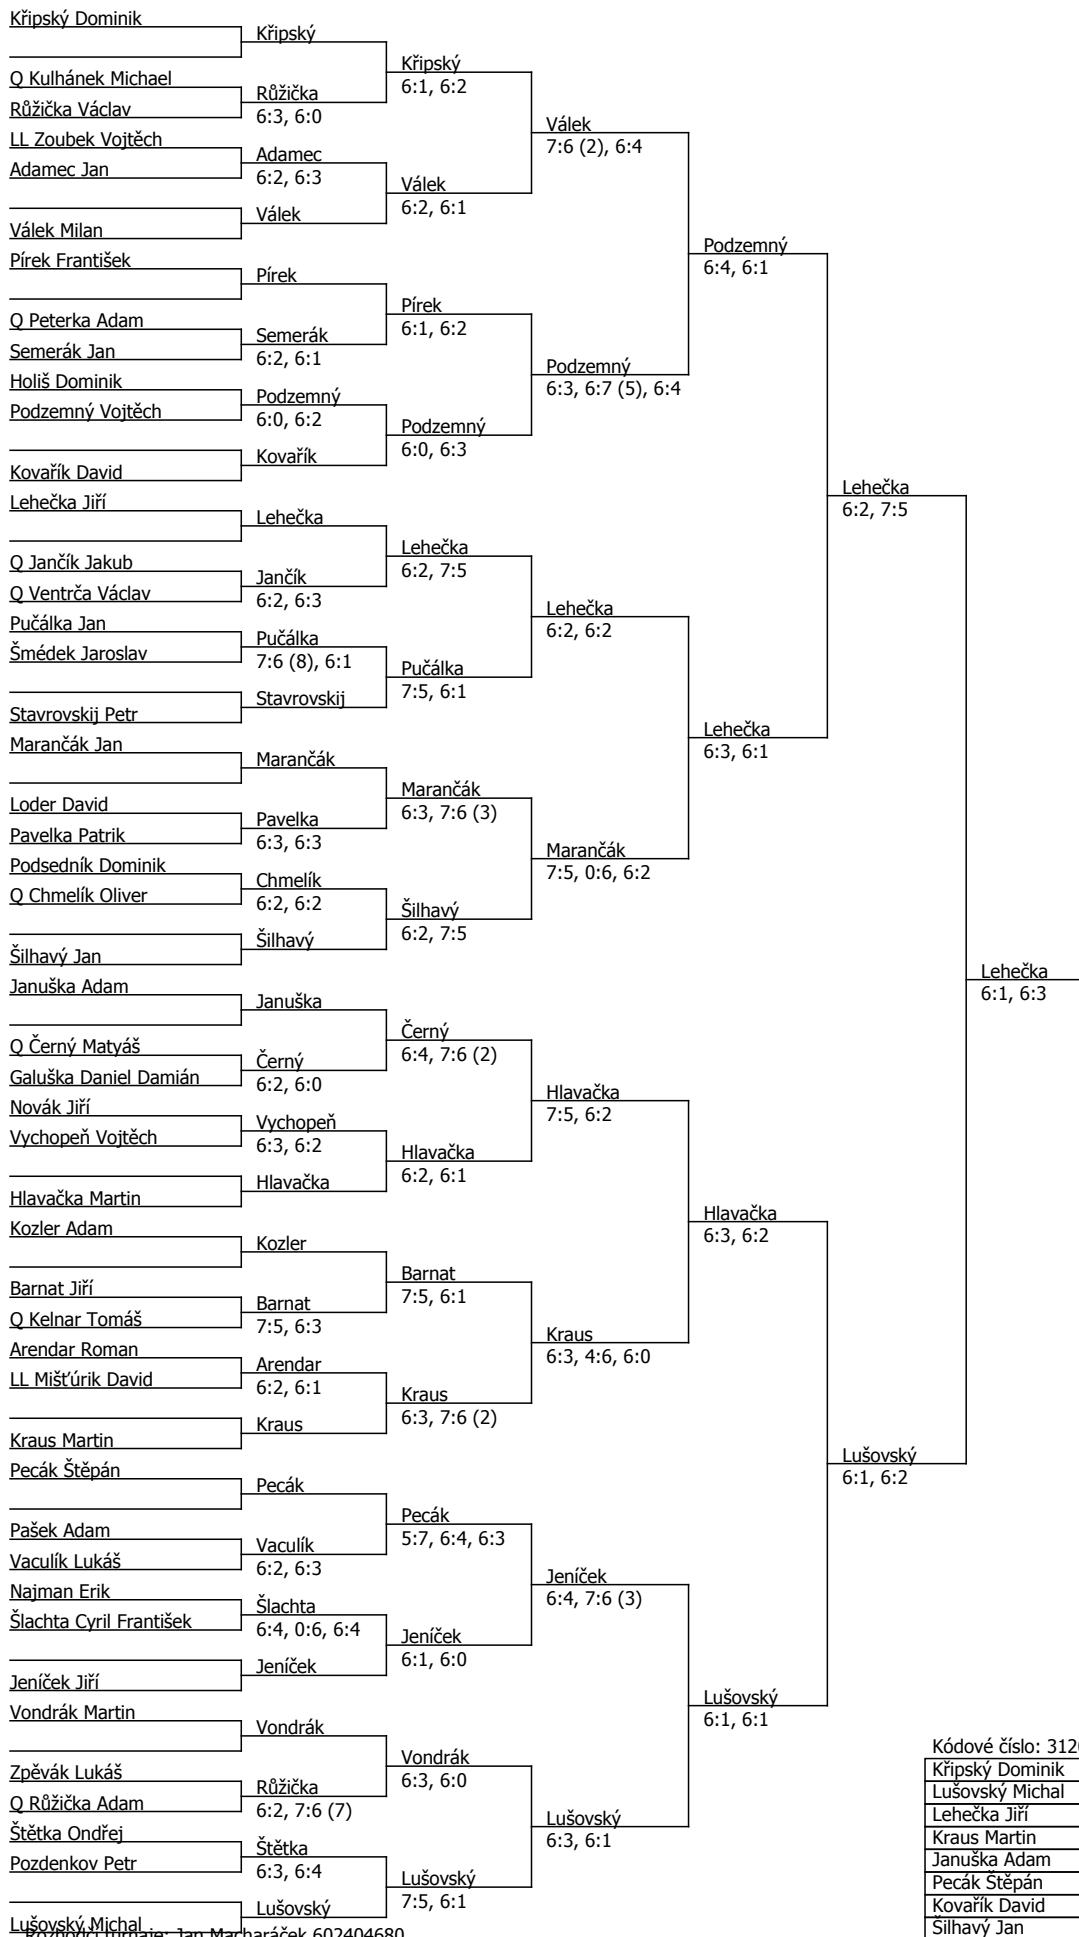 Křipský Dominik
Křipský
Křipský
6:1, 6:2
Q Kulhánek Michael
Růžička
6:3, 6:0
Růžička Václav
Válek
7:6 (2), 6:4
LL Zoubek Vojtěch
Adamec
6:2, 6:3
Adamec Jan
Válek
6:2, 6:1
Válek
Válek Milan
Podzemný
6:4, 6:1
Pírek František
Pírek
Pírek
6:1, 6:2
Q Peterka Adam
Semerák
6:2, 6:1
Semerák Jan
Podzemný
6:3, 6:7 (5), 6:4
Holiš Dominik
Podzemný
6:0, 6:2
Podzemný Vojtěch
Podzemný
6:0, 6:3
Kovařík
Kovařík David
Lehečka
6:2, 7:5
Lehečka Jiří
Lehečka
Lehečka
6:2, 7:5
Q Jančík Jakub
Jančík
6:2, 6:3
Q Ventrča Václav
Lehečka
6:2, 6:2
Pučálka Jan
Pučálka
7:6 (8), 6:1
Šmédek Jaroslav
Pučálka
7:5, 6:1
Stavrovskij
Stavrovskij Petr
Lehečka
6:3, 6:1
Marančák Jan
Marančák
Marančák
6:3, 7:6 (3)
Loder David
Pavelka
6:3, 6:3
Pavelka Patrik
Marančák
7:5, 0:6, 6:2
Podsedník Dominik
Chmelík
6:2, 6:2
Q Chmelík Oliver
Šilhavý
6:2, 7:5
Šilhavý
Šilhavý Jan
Lehečka
6:1, 6:3
Januška Adam
Januška
Černý
6:4, 7:6 (2)
Q Černý Matyáš
Černý
6:2, 6:0
Galuška Daniel Damián
Hlavačka
7:5, 6:2
Novák Jiří
Vychopeň
6:3, 6:2
Vychopeň Vojtěch
Hlavačka
6:2, 6:1
Hlavačka
Hlavačka Martin
Hlavačka
6:3, 6:2
Kozler Adam
Kozler
Barnat
7:5, 6:1
Barnat Jiří
Barnat
7:5, 6:3
Q Kelnar Tomáš
Kraus
6:3, 4:6, 6:0
Arendar Roman
Arendar
6:2, 6:1
LL Mišťúrik David
Kraus
6:3, 7:6 (2)
Kraus
Kraus Martin
Lušovský
6:1, 6:2
Pecák Štěpán
Pecák
Pecák
5:7, 6:4, 6:3
Pašek Adam
Vaculík
6:2, 6:3
Vaculík Lukáš
Jeníček
6:4, 7:6 (3)
Najman Erik
Šlachta
6:4, 0:6, 6:4
Šlachta Cyril František
Jeníček
6:1, 6:0
Jeníček
Jeníček Jiří
Lušovský
6:1, 6:1
Vondrák Martin
Vondrák
Vondrák
6:3, 6:0
Zpěvák Lukáš
Růžička
6:2, 7:6 (7)
Q Růžička Adam
Lušovský
6:3, 6:1
Štětka Ondřej
Štětka
6:3, 6:4
Pozdenkov Petr
Lušovský
7:5, 6:1
Lušovský
Lušovský Michal
Rozhodčí turnaje: Jan Macharáček 602404680
Kódové číslo: 312
Křipský Dominik
Lušovský Michal
Lehečka Jiří
Kraus Martin
Januška Adam
Pecák Štěpán
Kovařík David
Šilhavý Jan